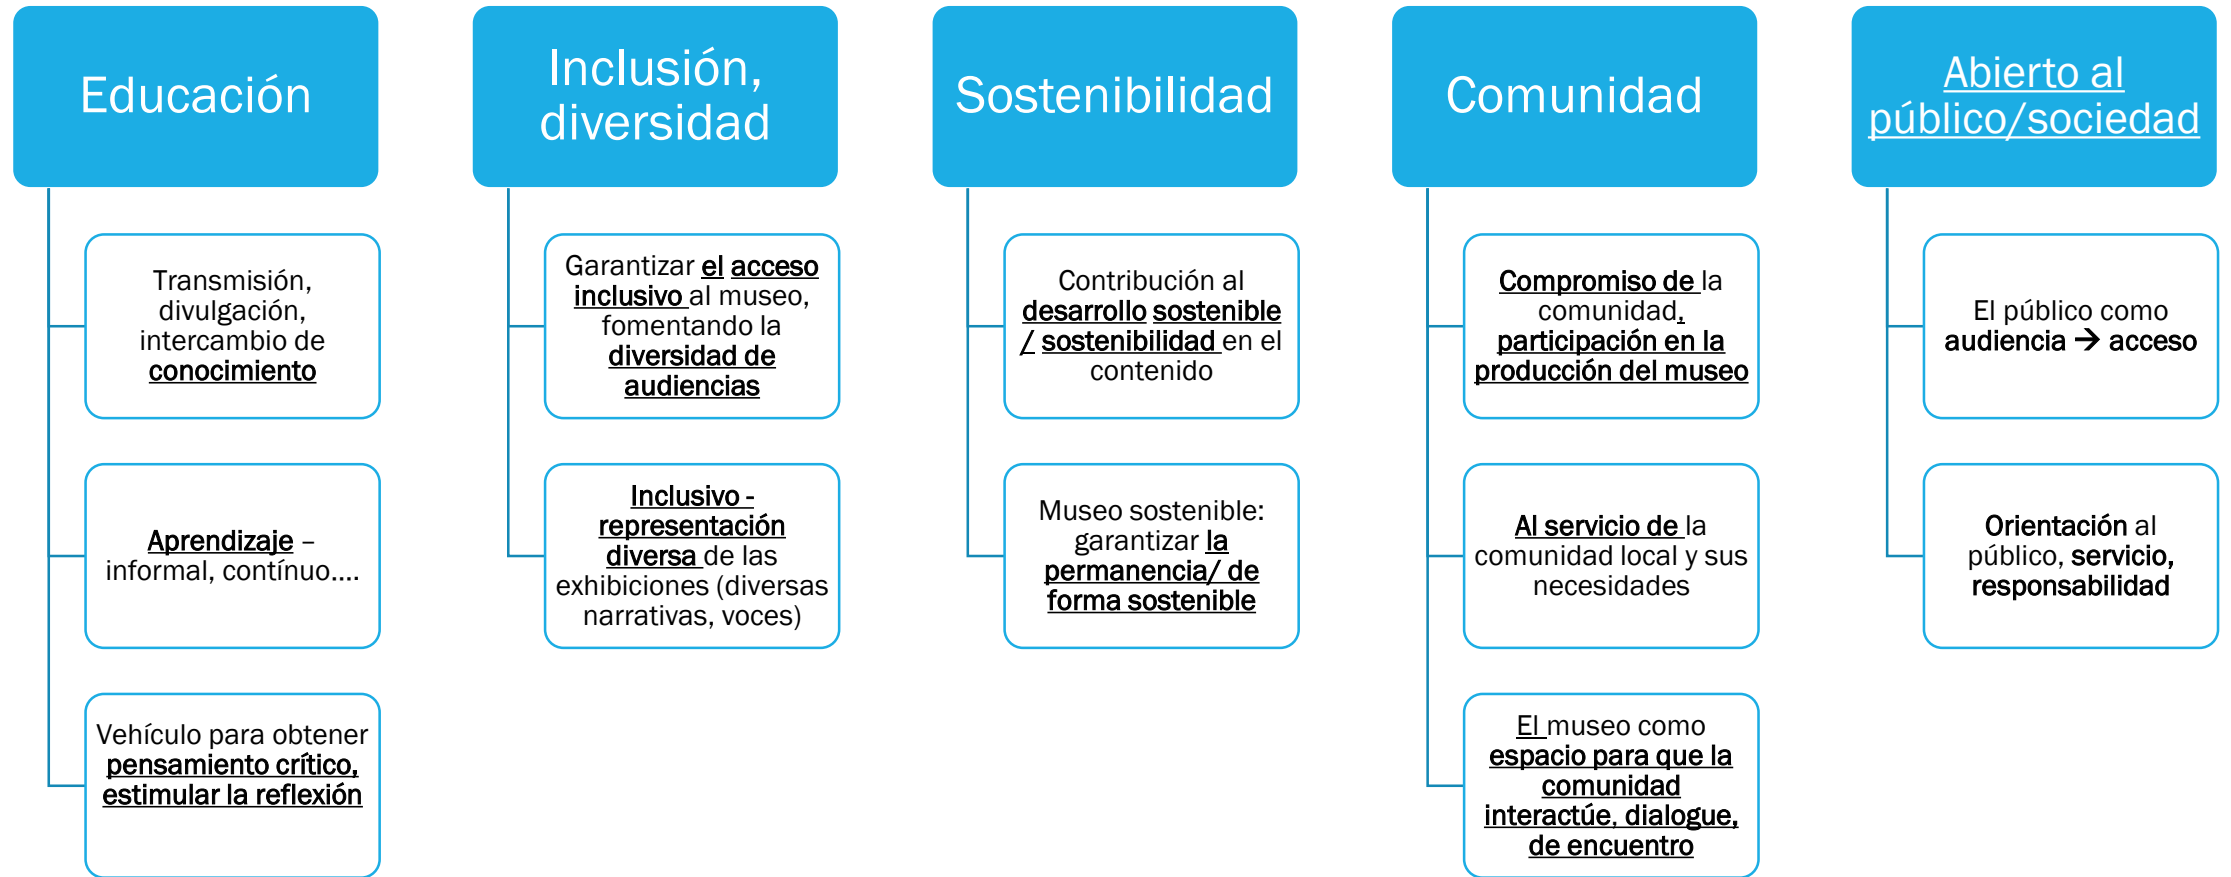 Educación
Transmisión,
divulgación,
intercambio de
conocimiento
Aprendizaje –
informal, contínuo....
Vehículo para obtener
pensamiento crítico,
estimular la reflexión
Inclusión,
diversidad
Garantizar el acceso
inclusivo al museo,
fomentando la
diversidad de
audiencias
Inclusivo -
representación
diversa de las
exhibiciones (diversas
narrativas, voces)
Sostenibilidad
Contribución al
desarrollo sostenible
/ sostenibilidad en el
contenido
Museo sostenible:
garantizar la
permanencia/ de
forma sostenible
Comunidad
Compromiso de la
comunidad,
participación en la
producción del museo
Al servicio de la
comunidad local y sus
necesidades
El museo como
espacio para que la
comunidad
interactúe, dialogue,
de encuentro
Abierto al
público/sociedad
El público como
audiencia → acceso
Orientación al
público, servicio,
responsabilidad